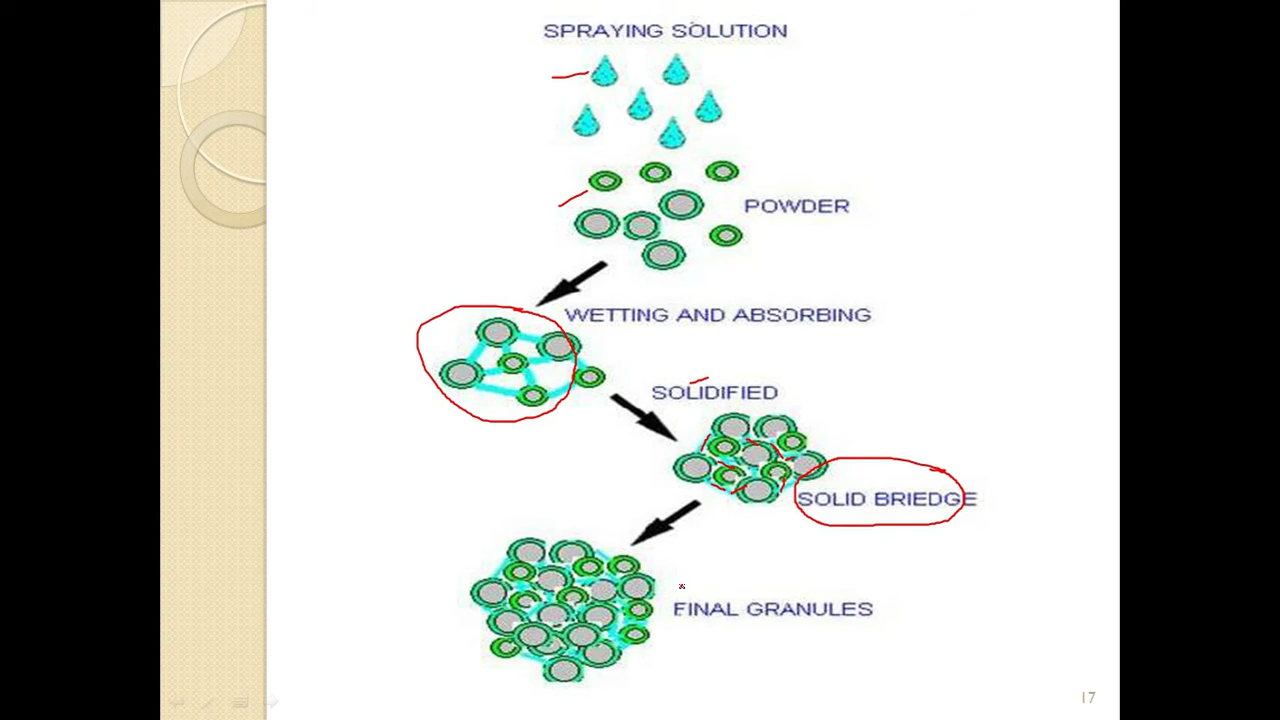 SPRAYING SOLUTION
POWDER
WETTING AND ABSORBING
SOLIDIFIED
SOLID BRIEDGE
FINAL GRANULES
17